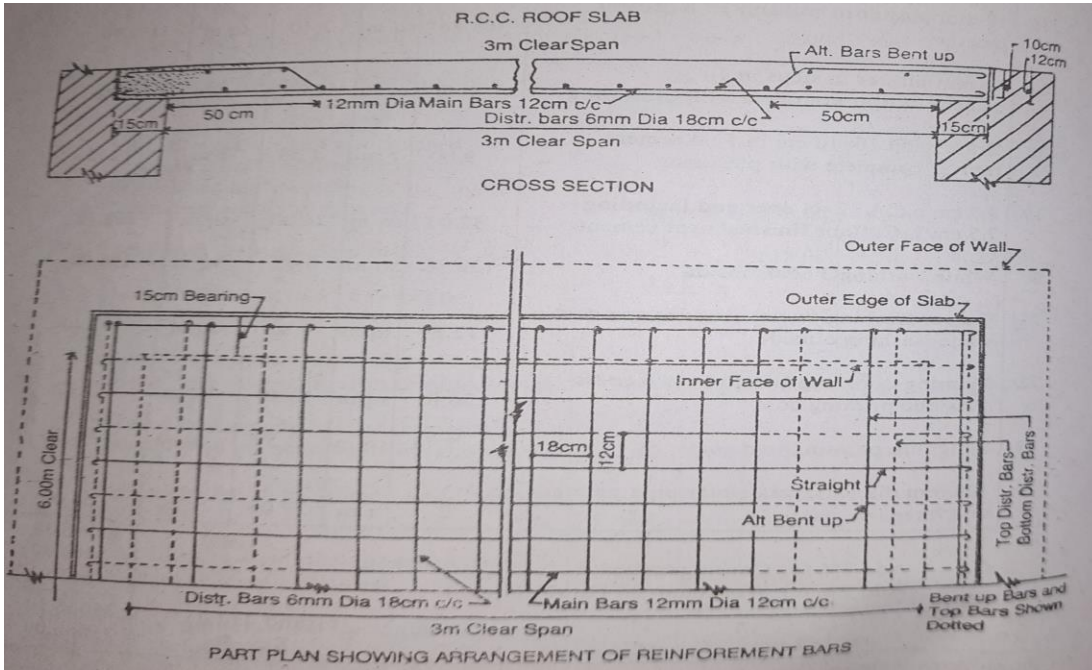 R.C.C. ROOF SLAB
3m Clear Span
Alt. Bars Bent up
10cm
12cm
12mm Dia Main Bars 12cm c/c
Distr. bars 6mm Dia 18cm c/c
15cm
50 cm
50cm
15cm
3m Clear Span
CROSS SECTION
Outer Face of Wall
15cm Bearing
Outer Edge of Slab
Inner Face of Wall
6.00m Clear
18cm
12cm
Straight
Alt Bent up
Top Distr. Bars
Bottom Distr. Bars
Distr. Bars 6mm Dia 18cm c/c
Main Bars 12mm Dia 12cm c/c
Bent up Bars and
Top Bars Shown
Dotted
3m Clear Span
PART PLAN SHOWING ARRANGEMENT OF REINFOREMENT BARS